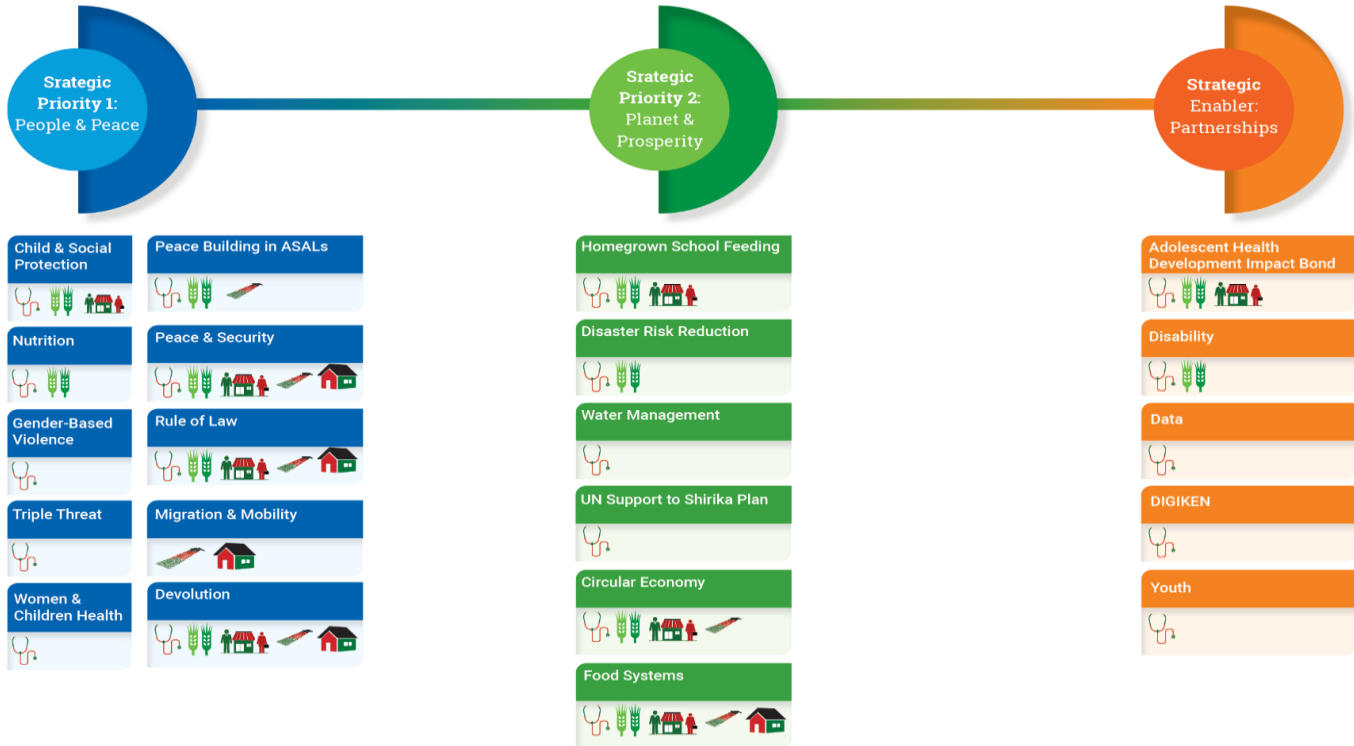 Srategic
Priority 1:
People & Peace
Srategic
Priority 2:
Planet &
Prosperity
Strategic
Enabler:
Partnerships
Child & Social
Protection
Nutrition
Gender-Based
Violence
Triple Threat
Women &
Children Health
Peace Building in ASALs
Peace & Security
Rule of Law
Migration & Mobility
Devolution
Homegrown School Feeding
Disaster Risk Reduction
Water Management
UN Support to Shirika Plan
Circular Economy
Food Systems
Adolescent Health
Development Impact Bond
Disability
Data
DIGIKEN
Youth